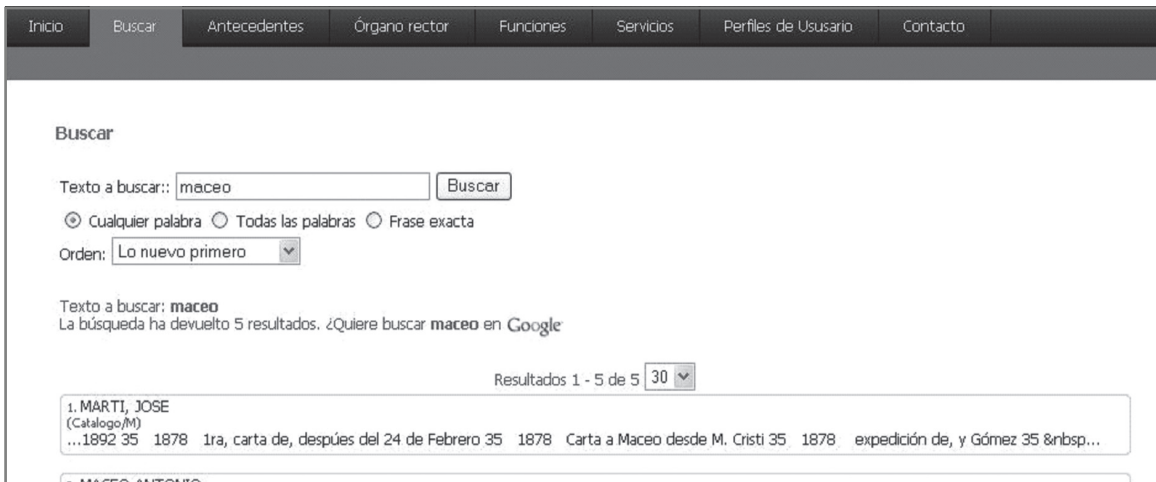 Inicio Buscar Antecedentes Órgano rector Funciones Servicios Perfiles de Ususario Contacto
Buscar
Texto a buscar:: maceo Buscar
Cualquier palabra Todas las palabras Frase exacta
Orden: Lo nuevo primero
Texto a buscar: maceo
La búsqueda ha devuelto 5 resultados. ¿Quiere buscar maceo en Google
Resultados 1 - 5 de 5 30
1. MARTI, JOSE
(Catalogo/M)
...1892 35 1878 1ra, carta de, despúes del 24 de Febrero 35 1878 Carta a Maceo desde M. Cristi 35 1878 expedición de, y Gómez 35 &nbsp...
MACEO ANTONIO